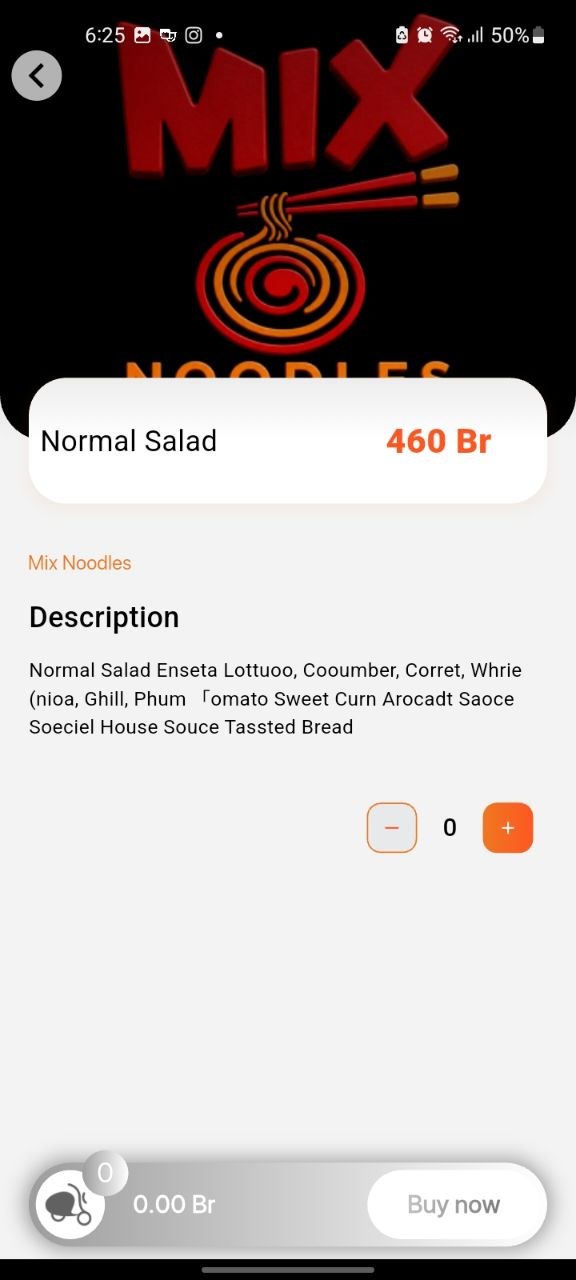 6:25
50%
MIX
NOODLES
Normal Salad
460 Br
Mix Noodles
Description
Normal Salad Enseta Lottuoo, Cooumber, Corret, Whrie
(nioa, Ghill, Phum 「omato Sweet Curn Arocadt Saoce
Soeciel House Souce Tassted Bread
− 0 +
0
0.00 Br
Buy now